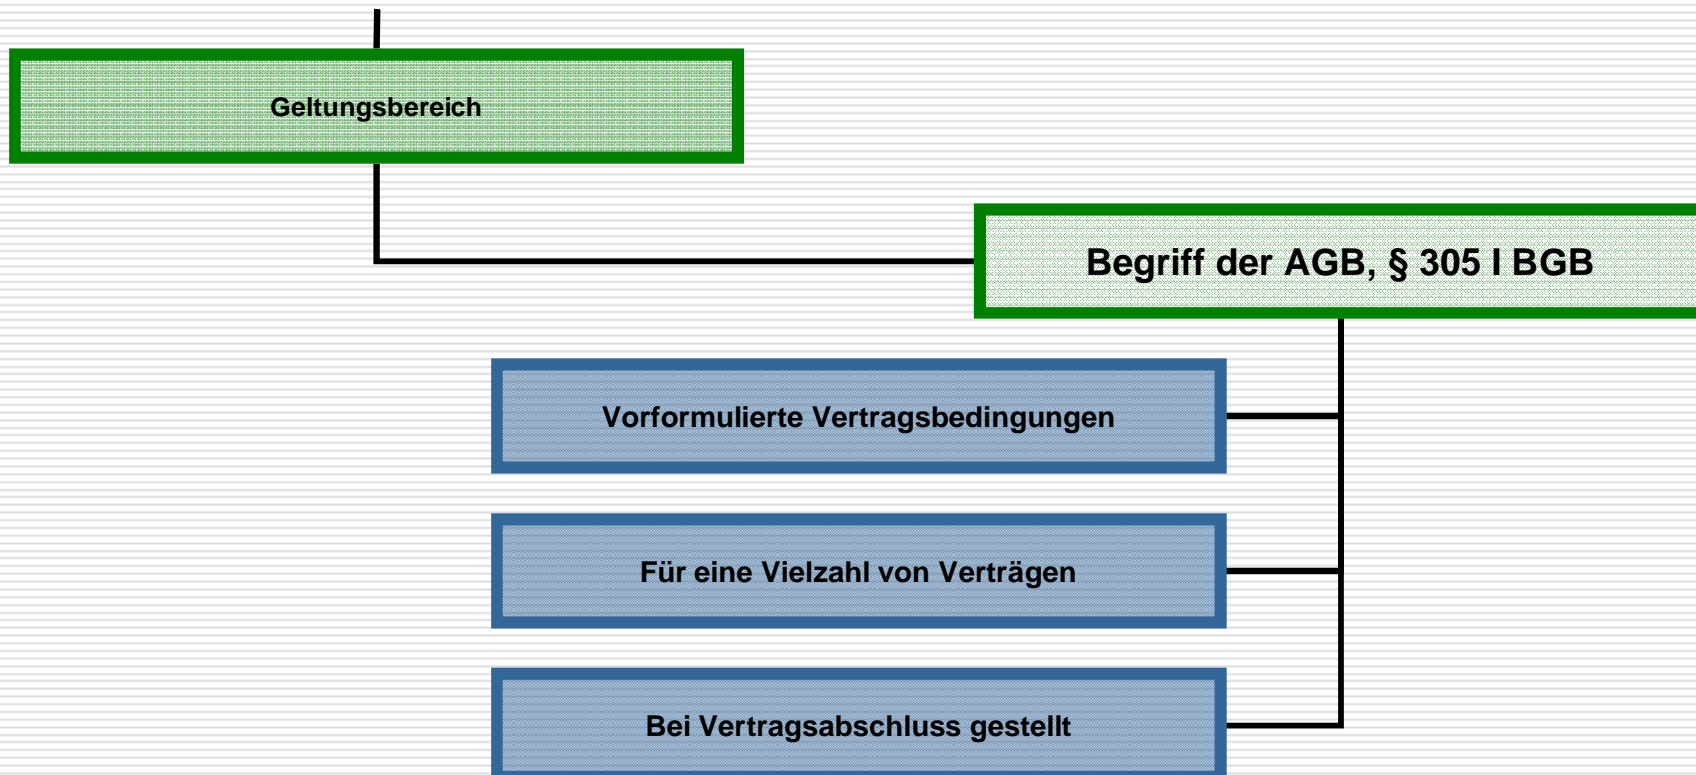 Geltungsbereich
Begriff der AGB, § 305 I BGB
Vorformulierte Vertragsbedingungen
Für eine Vielzahl von Verträgen
Bei Vertragsabschluss gestellt